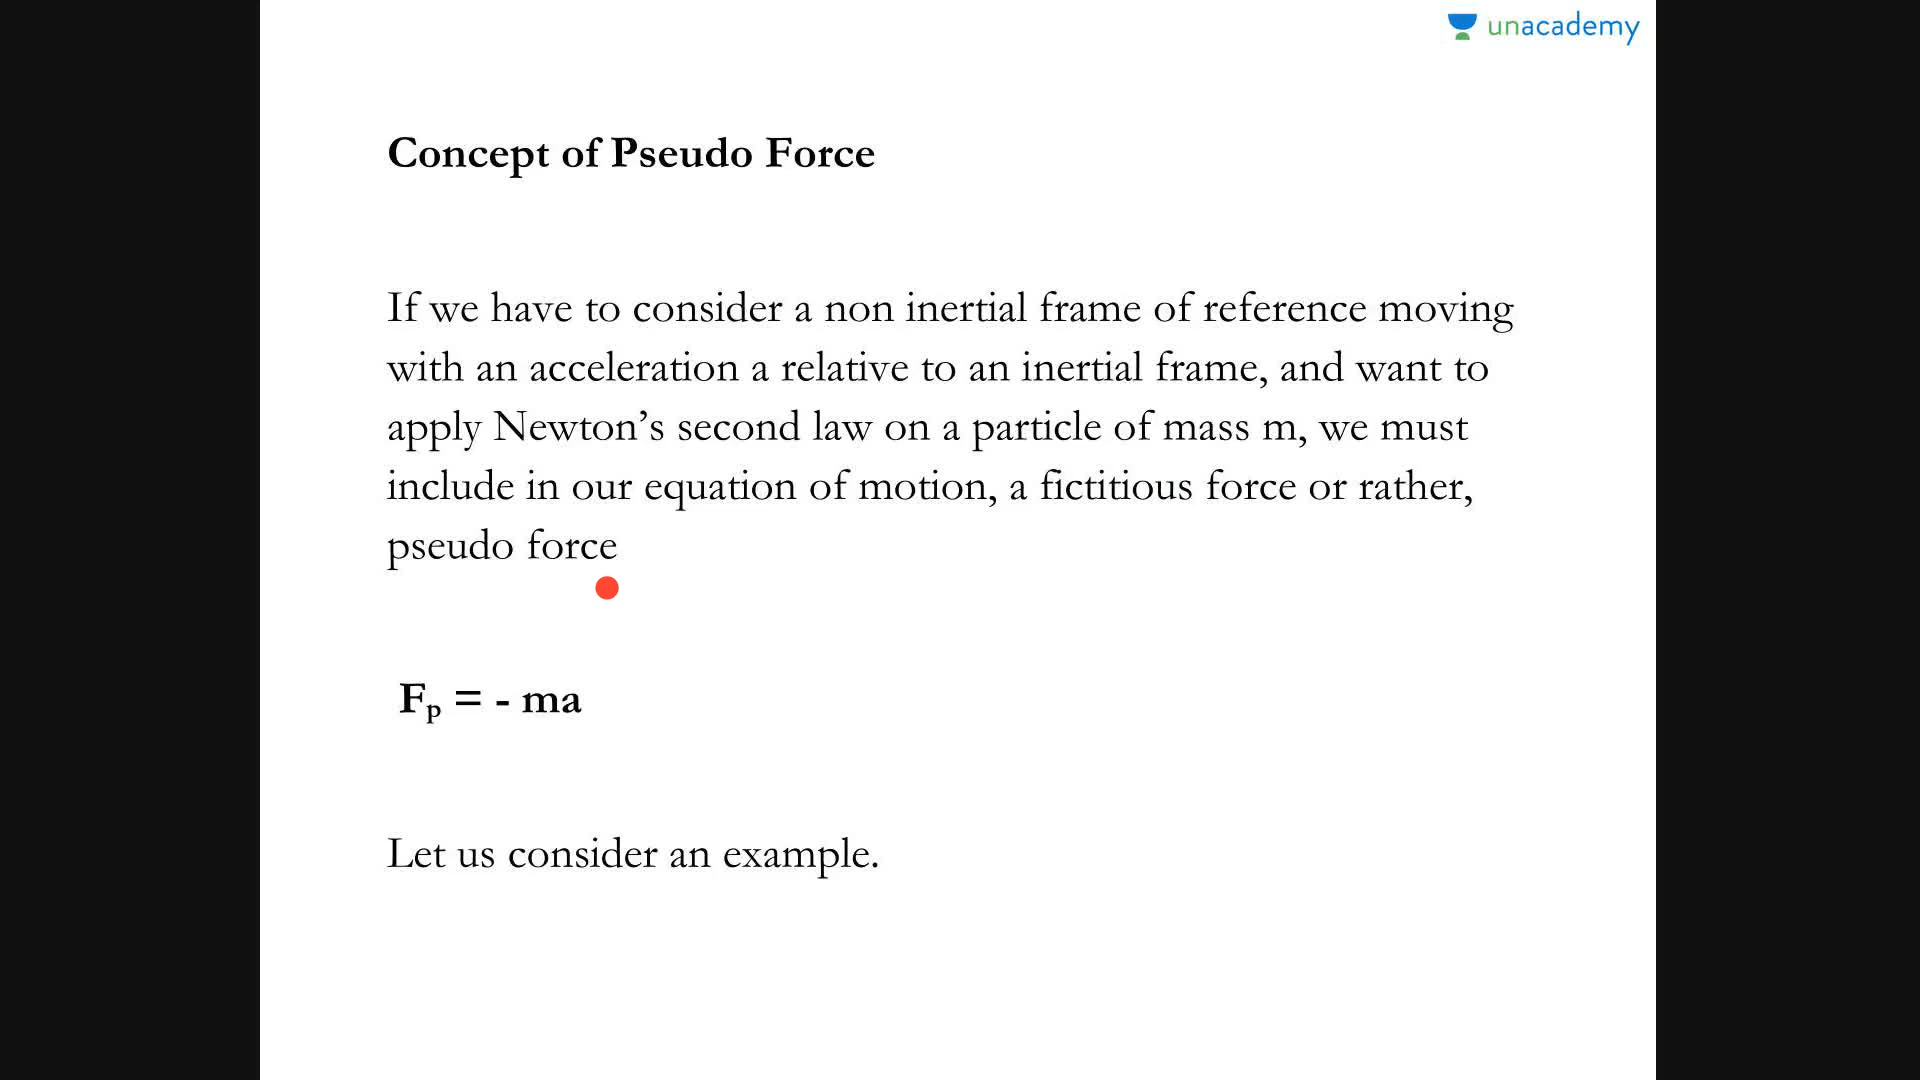 unacademy
Concept of Pseudo Force
If we have to consider a non inertial frame of reference moving
with an acceleration a relative to an inertial frame, and want to
apply Newton’s second law on a particle of mass m, we must
include in our equation of motion, a fictitious force or rather,
pseudo force
Fₚ = - ma
Let us consider an example.